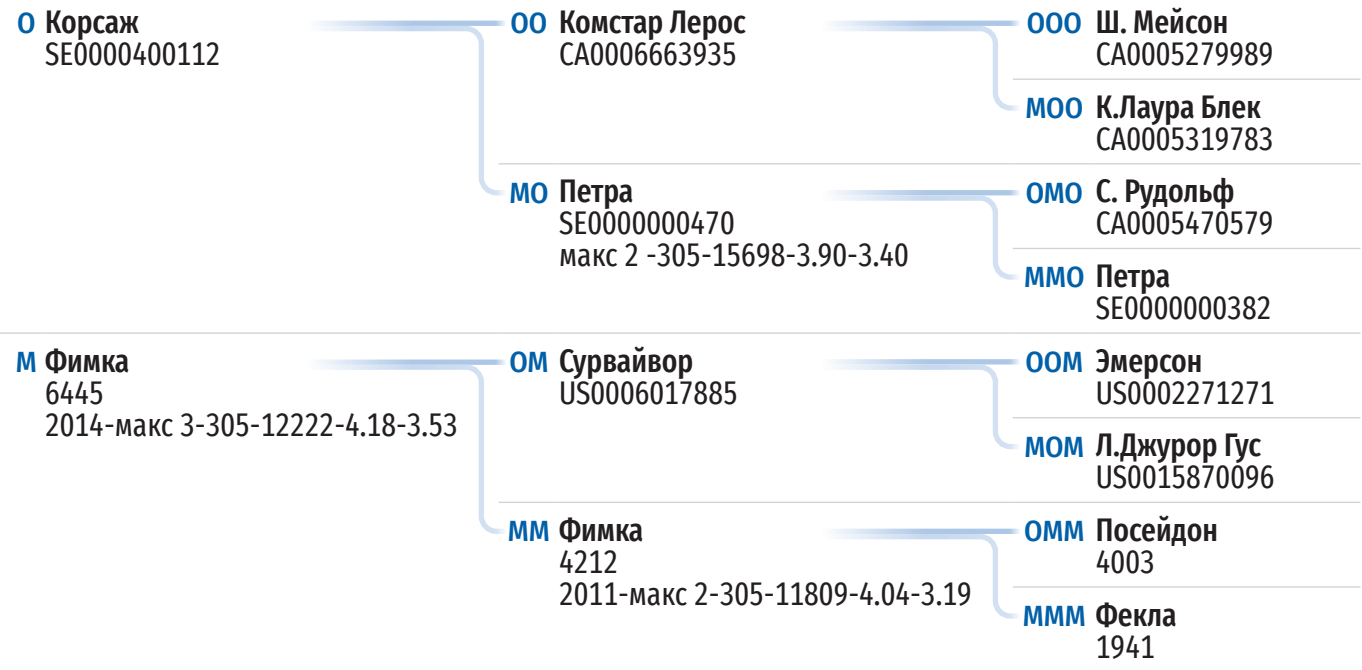 О Корсаж
SE0000400112
ОО Комстар Лерос
CA0006663935
ООО Ш. Мейсон
CA0005279989
МОО К.Лаура Блек
CA0005319783
МО Петра
SE0000000470
макс 2 -305-15698-3.90-3.40
ОМО С. Рудольф
CA0005470579
ММО Петра
SE0000000382
М Фимка
6445
2014-макс 3-305-12222-4.18-3.53
ОМ Сурвайвор
US0006017885
ООМ Эмерсон
US0002271271
МОМ Л.Джурор Гус
US0015870096
ММ Фимка
4212
2011-макс 2-305-11809-4.04-3.19
ОММ Посейдон
4003
МММ Фекла
1941